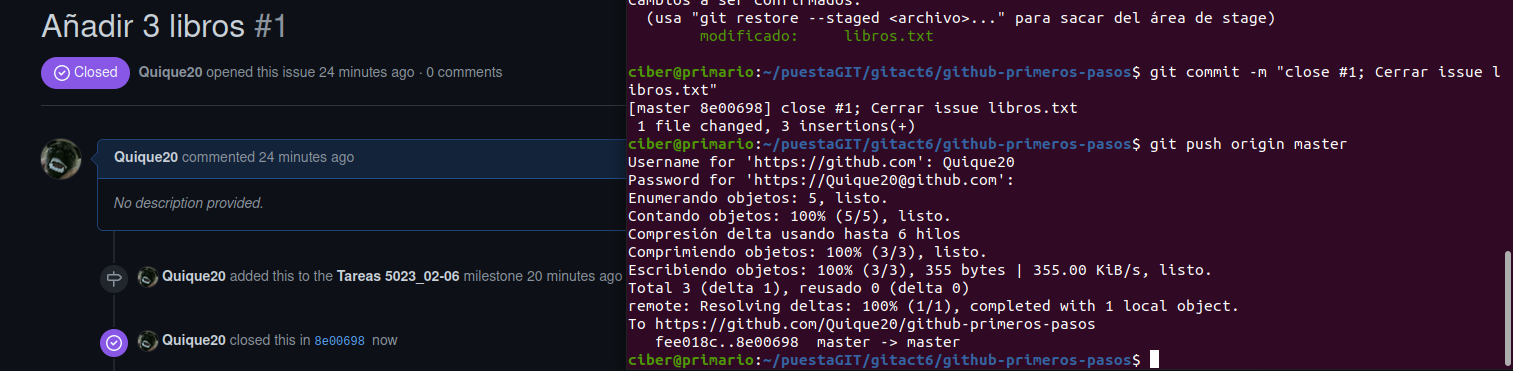 Añadir 3 libros #1
Closed
Quique20 opened this issue 24 minutes ago · 0 comments
Quique20 commented 24 minutes ago
No description provided.
Quique20 added this to the Tareas 5023_02-06 milestone 20 minutes ago
Quique20 closed this in 8e00698 now
Cambios a ser confirmados:
(usa "git restore --staged <archivo>..." para sacar del área de stage)
modificado: libros.txt
ciber@primario:~/puestaGIT/gitact6/github-primeros-pasos$ git commit -m "close #1; Cerrar issue l
ibros.txt"
[master 8e00698] close #1; Cerrar issue libros.txt
1 file changed, 3 insertions(+)
ciber@primario:~/puestaGIT/gitact6/github-primeros-pasos$ git push origin master
Username for 'https://github.com': Quique20
Password for 'https://Quique20@github.com':
Enumerando objetos: 5, listo.
Contando objetos: 100% (5/5), listo.
Compresión delta usando hasta 6 hilos
Comprimiendo objetos: 100% (3/3), listo.
Escribiendo objetos: 100% (3/3), 355 bytes | 355.00 KiB/s, listo.
Total 3 (delta 1), reusado 0 (delta 0)
remote: Resolving deltas: 100% (1/1), completed with 1 local object.
To https://github.com/Quique20/github-primeros-pasos
fee018c..8e00698 master -> master
ciber@primario:~/puestaGIT/gitact6/github-primeros-pasos$